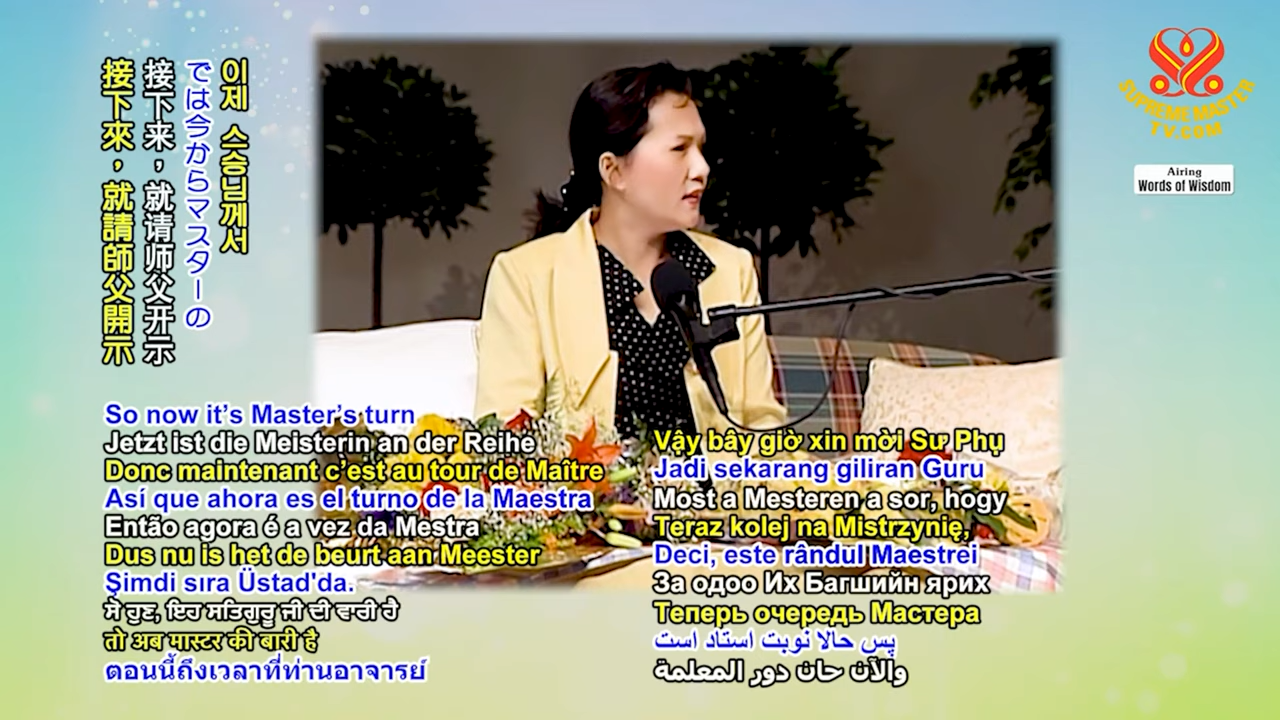 이제 스승님께서
では今からマスターの
接下来，就请师父开示
接下來，就請師父開示
SUPREME MASTER
TV.COM
Airing
Words of Wisdom
So now it's Master's turn
Jetzt ist die Meisterin an der Reihe
Donc maintenant c'est au tour de Maître
Así que ahora es el turno de la Maestra
Então agora é a vez da Mestra
Dus nu is het de beurt aan Meester
Şimdi sıra Üstad'da.
ਸੋ ਹੁਣ, ਇਹ ਸਤਿਗੁਰੂ ਜੀ ਦੀ ਵਾਰੀ ਹੈ
तो अब मास्टर की बारी है
ตอนนี้ถึงเวลาที่ท่านอาจารย์
Vậy bây giờ xin mời Sư Phụ
Jadi sekarang giliran Guru
Most a Mesteren a sor, hogy
Teraz kolej na Mistrzynię,
Deci, este rândul Maestrei
За одоо Их Багшийн ярих
Теперь очередь Мастера
پس حالا نوبت استاد است
والآن حان دور المعلمة